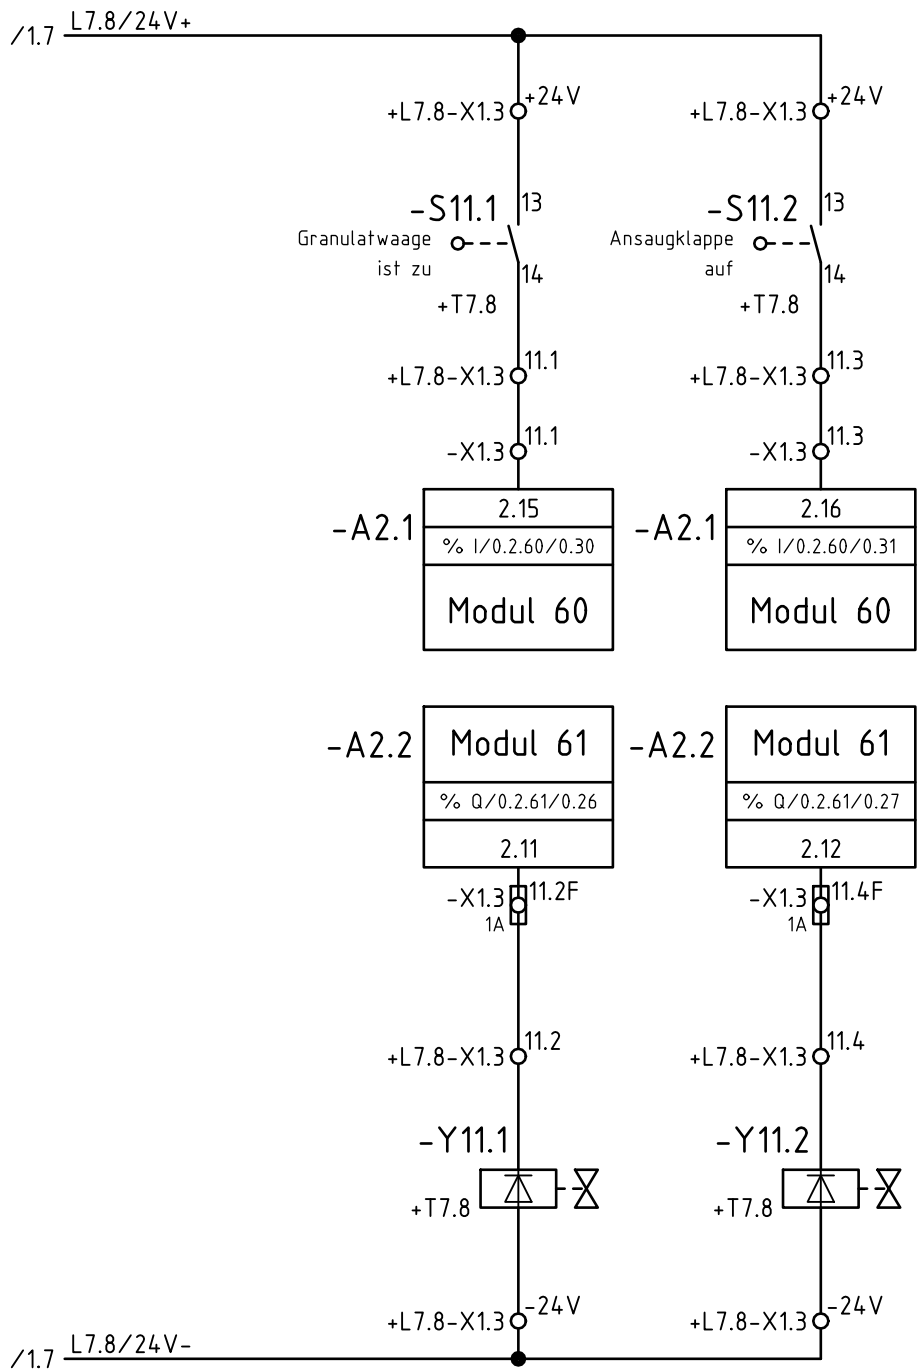 L7.8/24V+
/1.7
+24V
+L7.8-X1.3
+24V
+L7.8-X1.3
-S11.1
13
Granulatwaage
ist zu
14
+T7.8
-S11.2
13
Ansaugklappe
auf
14
+T7.8
11.1
+L7.8-X1.3
11.3
+L7.8-X1.3
11.1
-X1.3
11.3
-X1.3
-A2.1
2.15
% I/0.2.60/0.30
Modul 60
-A2.1
2.16
% I/0.2.60/0.31
Modul 60
-A2.2
Modul 61
% Q/0.2.61/0.26
2.11
-A2.2
Modul 61
% Q/0.2.61/0.27
2.12
-X1.3
11.2F
1A
-X1.3
11.4F
1A
11.2
+L7.8-X1.3
11.4
+L7.8-X1.3
-Y11.1
+T7.8
-Y11.2
+T7.8
-24V
+L7.8-X1.3
-24V
+L7.8-X1.3
L7.8/24V-
/1.7